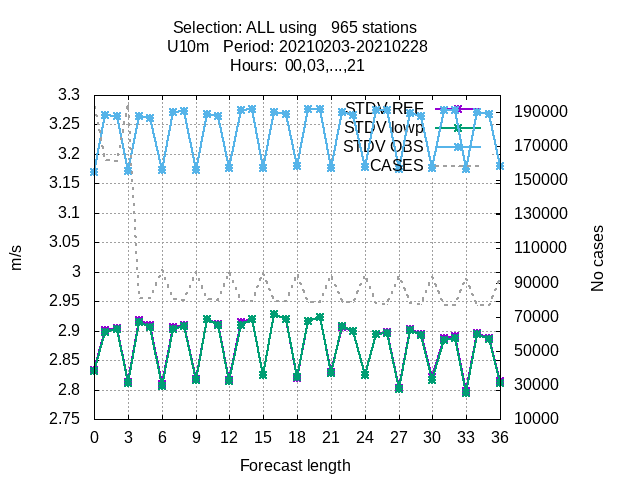 Selection: ALL using   965 stations
U10m   Period: 20210203-20210228
Hours:  00,03,...,21
3.3
3.25
3.2
3.15
3.1
3.05
3
2.95
2.9
2.85
2.8
2.75
m/s
STDV REF
STDV lowp
STDV OBS
CASES
190000
170000
150000
130000
110000
90000
70000
50000
30000
10000
No cases
0 3 6 9 12 15 18 21 24 27 30 33 36
Forecast length